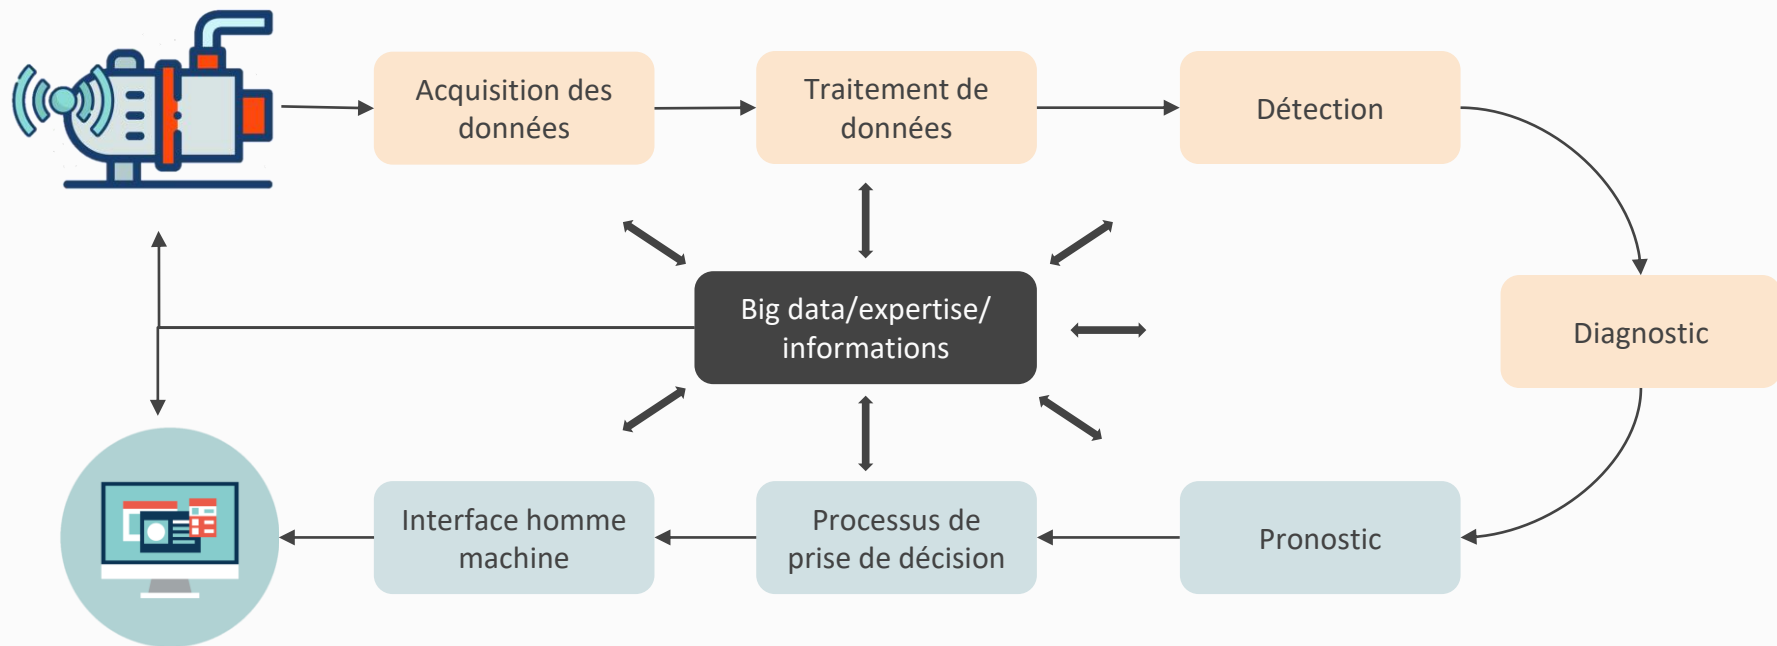 Acquisition des
données
Traitement de
données
Détection
Big data/expertise/
informations
Diagnostic
Interface homme
machine
Processus de
prise de décision
Pronostic